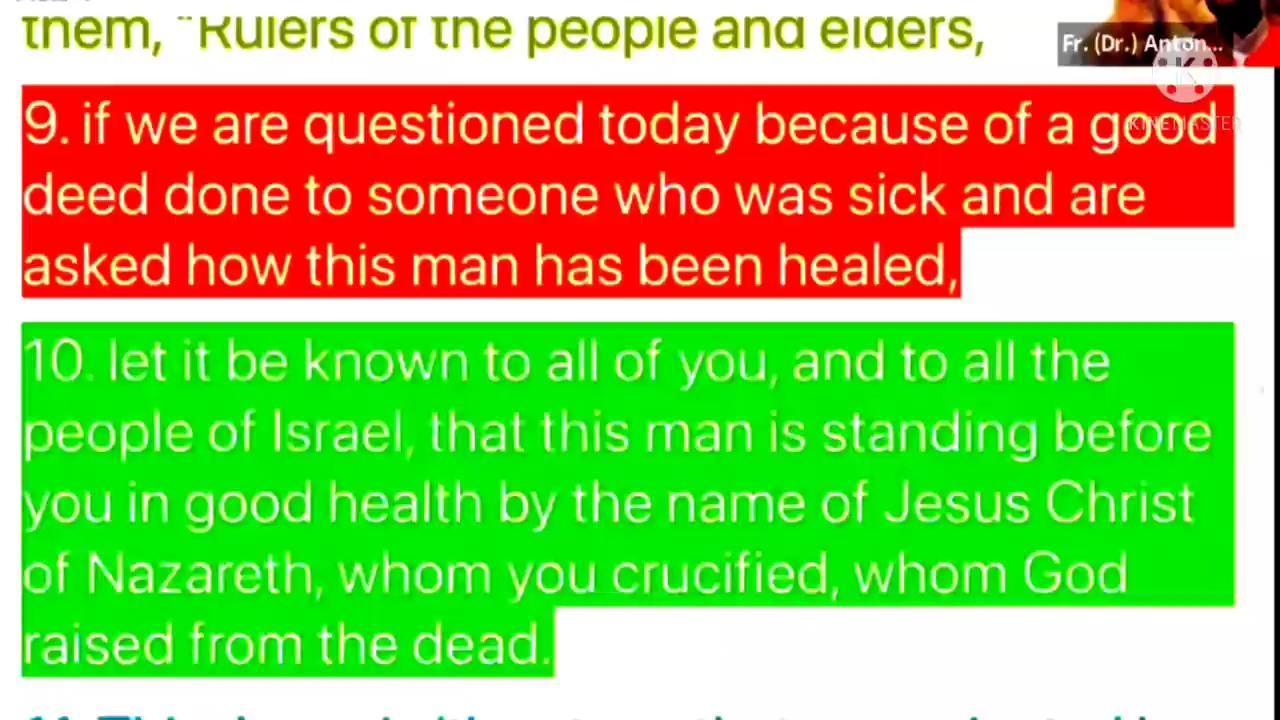 them, "Rulers of the people and elders,
Fr. (Dr.) Anton...
KINEMASTER
9. if we are questioned today because of a good
deed done to someone who was sick and are
asked how this man has been healed,
10. let it be known to all of you, and to all the
people of Israel, that this man is standing before
you in good health by the name of Jesus Christ
of Nazareth, whom you crucified, whom God
raised from the dead.